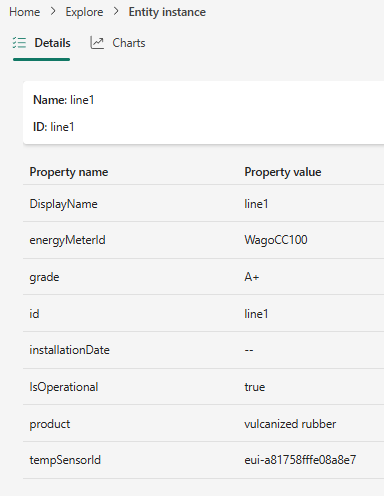 Home > Explore > Entity instance
Details Charts
Name: line1
ID: line1
Property name Property value
DisplayName line1
energyMeterId WagoCC100
grade A+
id line1
installationDate --
IsOperational true
product vulcanized rubber
tempSensorId eui-a81758fffe08a8e7